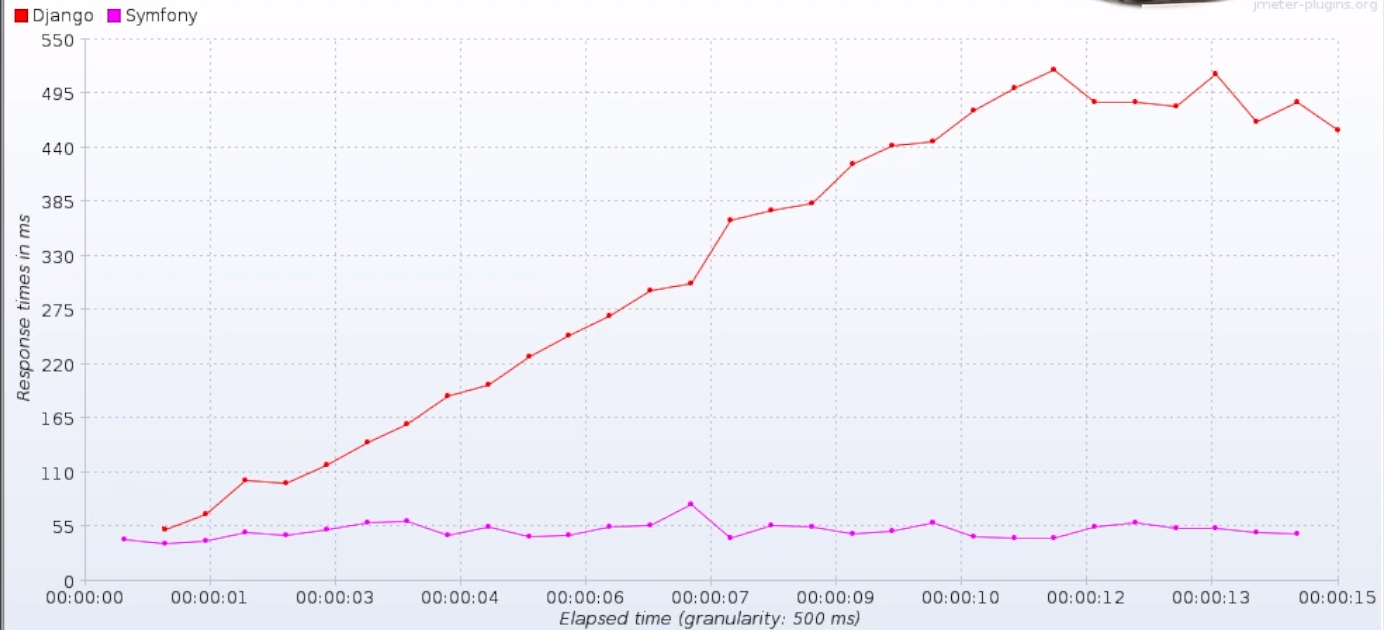 jmeter-plugins.org
Django Symfony
550
495
440
385
330
275
220
165
110
55
0
Response times in ms
00:00:00 00:00:01 00:00:03 00:00:04 00:00:06 00:00:07 00:00:09 00:00:10 00:00:12 00:00:13 00:00:15
Elapsed time (granularity: 500 ms)